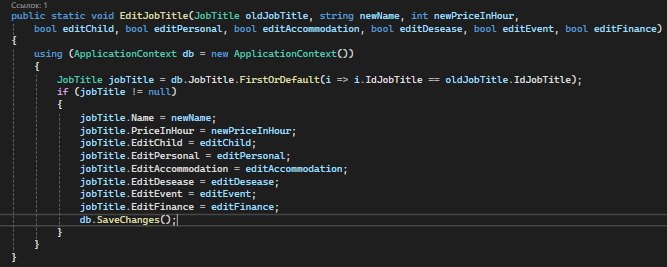 Ссылок: 1
public static void EditJobTitle(JobTitle oldJobTitle, string newName, int newPriceInHour,
bool editChild, bool editPersonal, bool editAccommodation, bool editDesease, bool editEvent, bool editFinance)
{
using (ApplicationContext db = new ApplicationContext())
{
JobTitle jobTitle = db.JobTitle.FirstOrDefault(i => i.IdJobTitle == oldJobTitle.IdJobTitle);
if (jobTitle != null)
{
jobTitle.Name = newName;
jobTitle.PriceInHour = newPriceInHour;
jobTitle.EditChild = editChild;
jobTitle.EditPersonal = editPersonal;
jobTitle.EditAccommodation = editAccommodation;
jobTitle.EditDesease = editDesease;
jobTitle.EditEvent = editEvent;
jobTitle.EditFinance = editFinance;
db.SaveChanges();
}
}
}